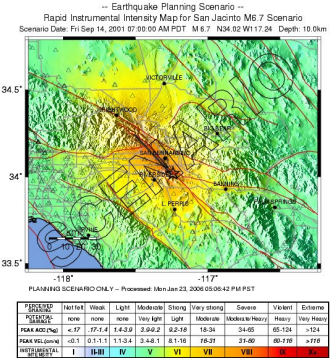 -- Earthquake Planning Scenario --
Rapid Instrumental Intensity Map for San Jacinto M6.7 Scenario
Scenario Date: Fri Sep 14, 2001 07:00:00 AM PDT M 6.7 N34.02 W117.24 Depth: 10.0km
VICTORVILLE
34.5˚
SAN BERNARDINO
34˚
RIVERSIDE
BANNING
L. PERRIS
33.5˚
-118˚ -117˚
PLANNING SCENARIO ONLY -- Processed: Mon Jan 23, 2006 05:06:42 PM PST
PERCEIVED SHAKING Not felt Weak Light Moderate Strong Very strong Severe Violent Extreme
POTENTIAL DAMAGE none none none Very light Light Moderate Moderate/Heavy Heavy Very Heavy
PEAK ACC.(%g) <.17 .17-1.4 1.4-3.9 3.9-9.2 9.2-18 18-34 34-65 65-124 >124
PEAK VEL.(cm/s) <0.1 0.1-1.1 1.1-3.4 3.4-8.1 8.1-16 16-31 31-60 60-116 >116
INSTRUMENTAL INTENSITY I II-III IV V VI VII VIII IX X+